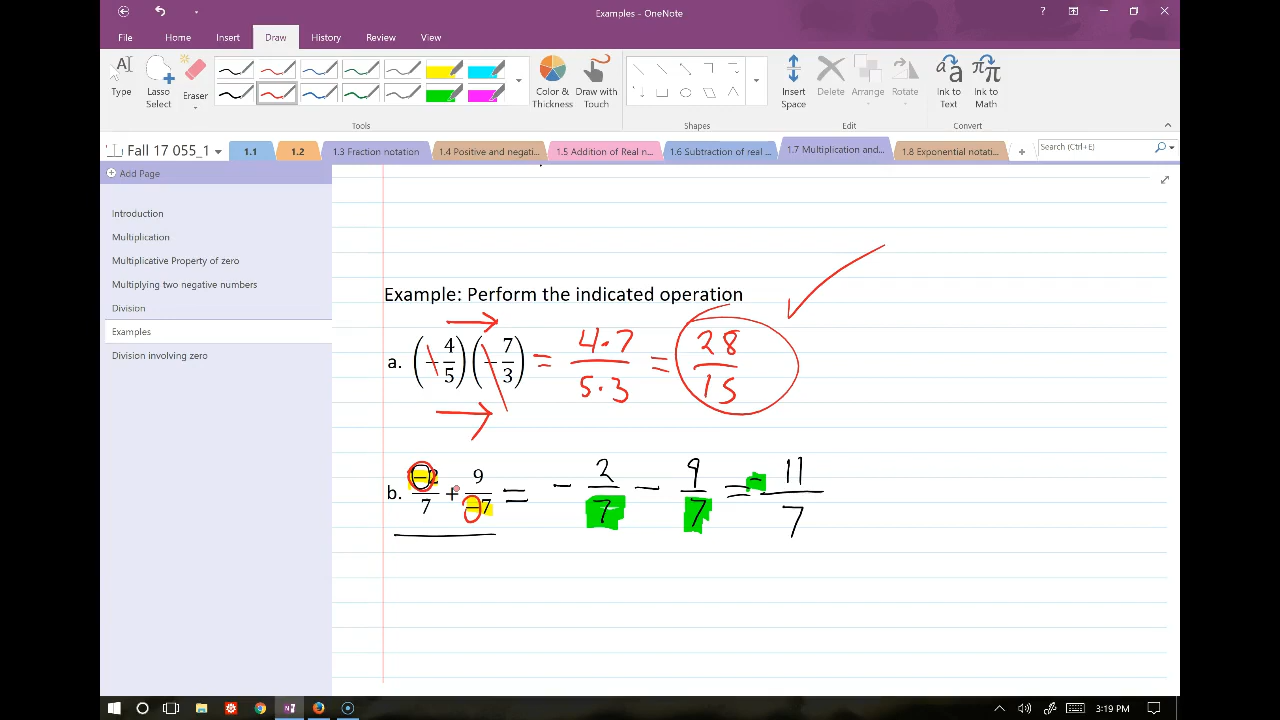 Examples - OneNote
File Home Insert Draw History Review View
Type Lasso Select Eraser Color & Thickness Draw with Touch Insert Space Delete Arrange Rotate Ink to Text Ink to Math
Tools Shapes Edit Convert
Fall 17 055_1 1.1 1.2 1.3 Fraction notation 1.4 Positive and negati... 1.5 Addition of Real n... 1.6 Subtraction of real ... 1.7 Multiplication and... 1.8 Exponential notati... + Search (Ctrl+E)
Add Page
Introduction
Multiplication
Multiplicative Property of zero
Multiplying two negative numbers
Division
Examples
Division involving zero
Example: Perform the indicated operation
a. (-4/5)(-7/3) = 4·7/5·3 = 28/15
b. -2/7 + 9/-7 = -2/7 - 9/7 = -11/7
3:19 PM